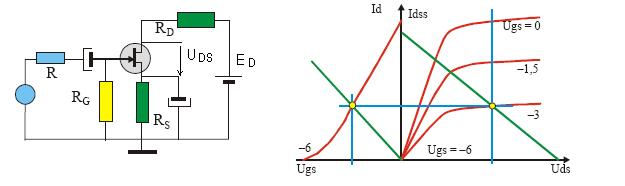 R
R_D
U_DS
E_D
R_G
R_S
Id
Idss
Ugs = 0
–1,5
–3
Ugs = –6
–6
Ugs
Uds